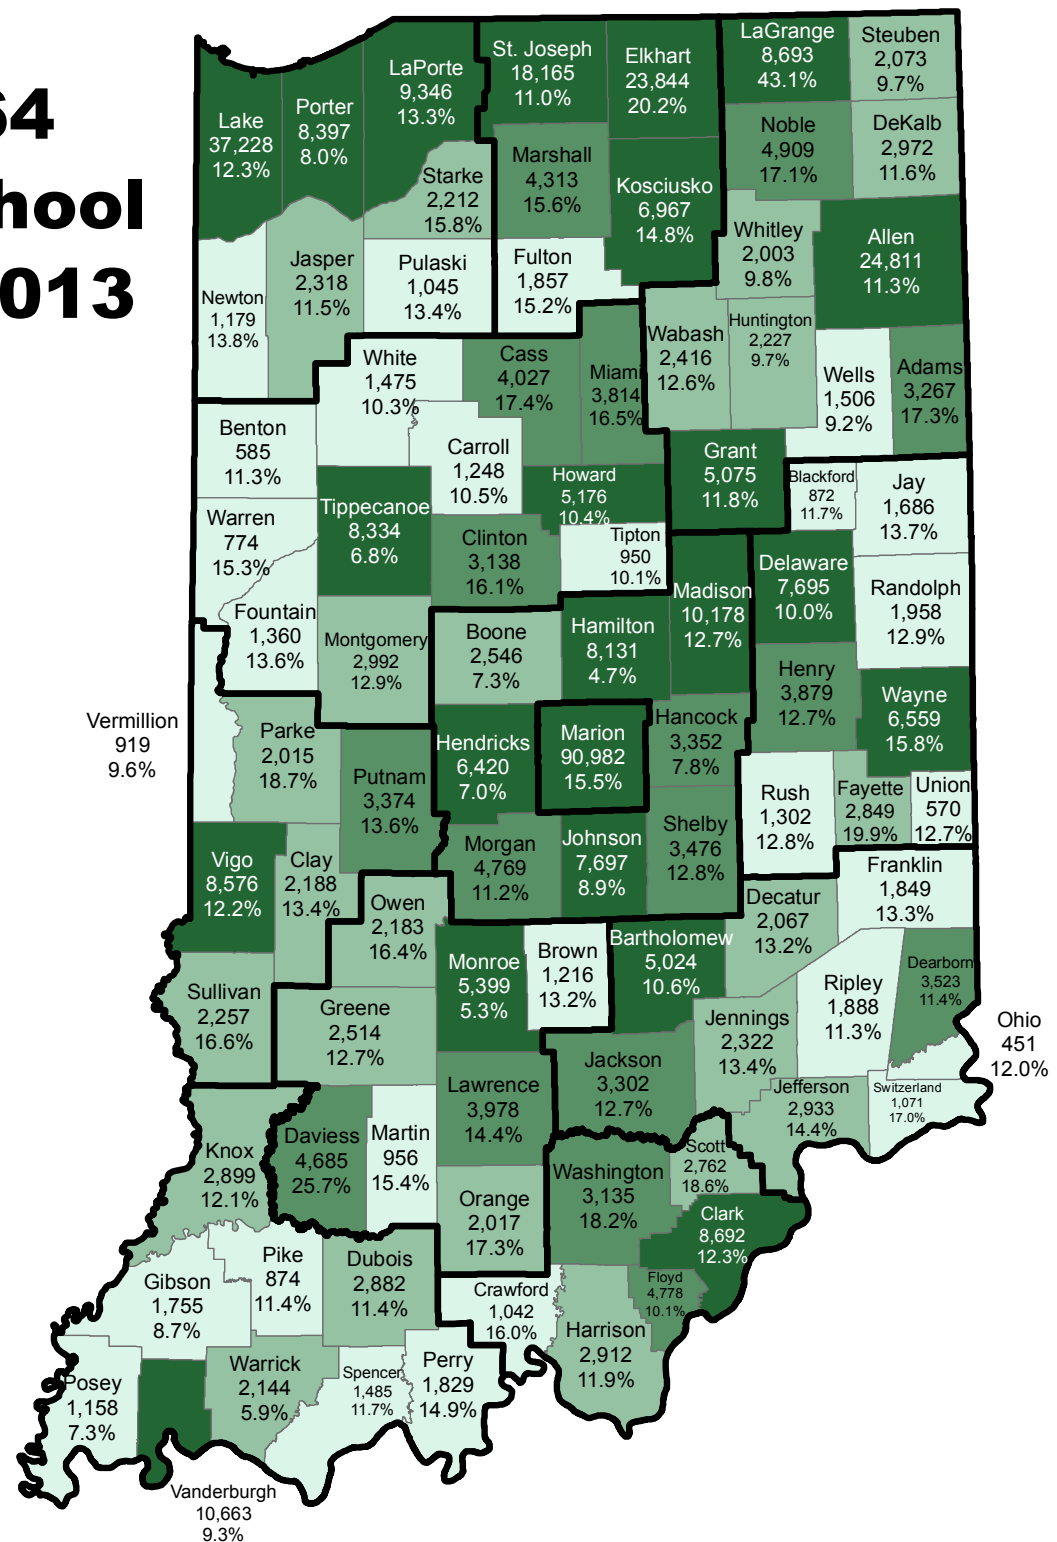 64
hool
013
LaGrange
8,693
43.1%
Steuben
2,073
9.7%
St. Joseph
18,165
11.0%
Elkhart
23,844
20.2%
LaPorte
9,346
13.3%
Porter
8,397
8.0%
Lake
37,228
12.3%
Noble
4,909
17.1%
DeKalb
2,972
11.6%
Marshall
4,313
15.6%
Starke
2,212
15.8%
Kosciusko
6,967
14.8%
Whitley
2,003
9.8%
Allen
24,811
11.3%
Jasper
2,318
11.5%
Pulaski
1,045
13.4%
Fulton
1,857
15.2%
Newton
1,179
13.8%
Wabash
2,416
12.6%
Huntington
2,227
9.7%
White
1,475
10.3%
Cass
4,027
17.4%
Miami
3,814
16.5%
Wells
1,506
9.2%
Adams
3,267
17.3%
Benton
585
11.3%
Carroll
1,248
10.5%
Grant
5,075
11.8%
Blackford
872
11.7%
Jay
1,686
13.7%
Howard
5,176
10.4%
Tippecanoe
8,334
6.8%
Warren
774
15.3%
Clinton
3,138
16.1%
Tipton
950
10.1%
Delaware
7,695
10.0%
Randolph
1,958
12.9%
Madison
10,178
12.7%
Fountain
1,360
13.6%
Montgomery
2,992
12.9%
Boone
2,546
7.3%
Hamilton
8,131
4.7%
Henry
3,879
12.7%
Wayne
6,559
15.8%
Vermillion
919
9.6%
Parke
2,015
18.7%
Putnam
3,374
13.6%
Hendricks
6,420
7.0%
Marion
90,982
15.5%
Hancock
3,352
7.8%
Rush
1,302
12.8%
Fayette
2,849
19.9%
Union
570
12.7%
Vigo
8,576
12.2%
Clay
2,188
13.4%
Morgan
4,769
11.2%
Johnson
7,697
8.9%
Shelby
3,476
12.8%
Franklin
1,849
13.3%
Owen
2,183
16.4%
Decatur
2,067
13.2%
Monroe
5,399
5.3%
Brown
1,216
13.2%
Bartholomew
5,024
10.6%
Dearborn
3,523
11.4%
Ripley
1,888
11.3%
Sullivan
2,257
16.6%
Greene
2,514
12.7%
Jennings
2,322
13.4%
Ohio
451
12.0%
Jackson
3,302
12.7%
Lawrence
3,978
14.4%
Jefferson
2,933
14.4%
Switzerland
1,071
17.0%
Knox
2,899
12.1%
Daviess
4,685
25.7%
Martin
956
15.4%
Scott
2,762
18.6%
Washington
3,135
18.2%
Orange
2,017
17.3%
Clark
8,692
12.3%
Pike
874
11.4%
Dubois
2,882
11.4%
Gibson
1,755
8.7%
Crawford
1,042
16.0%
Floyd
4,778
10.1%
Harrison
2,912
11.9%
Warrick
2,144
5.9%
Spencer
1,485
11.7%
Perry
1,829
14.9%
Posey
1,158
7.3%
Vanderburgh
10,663
9.3%